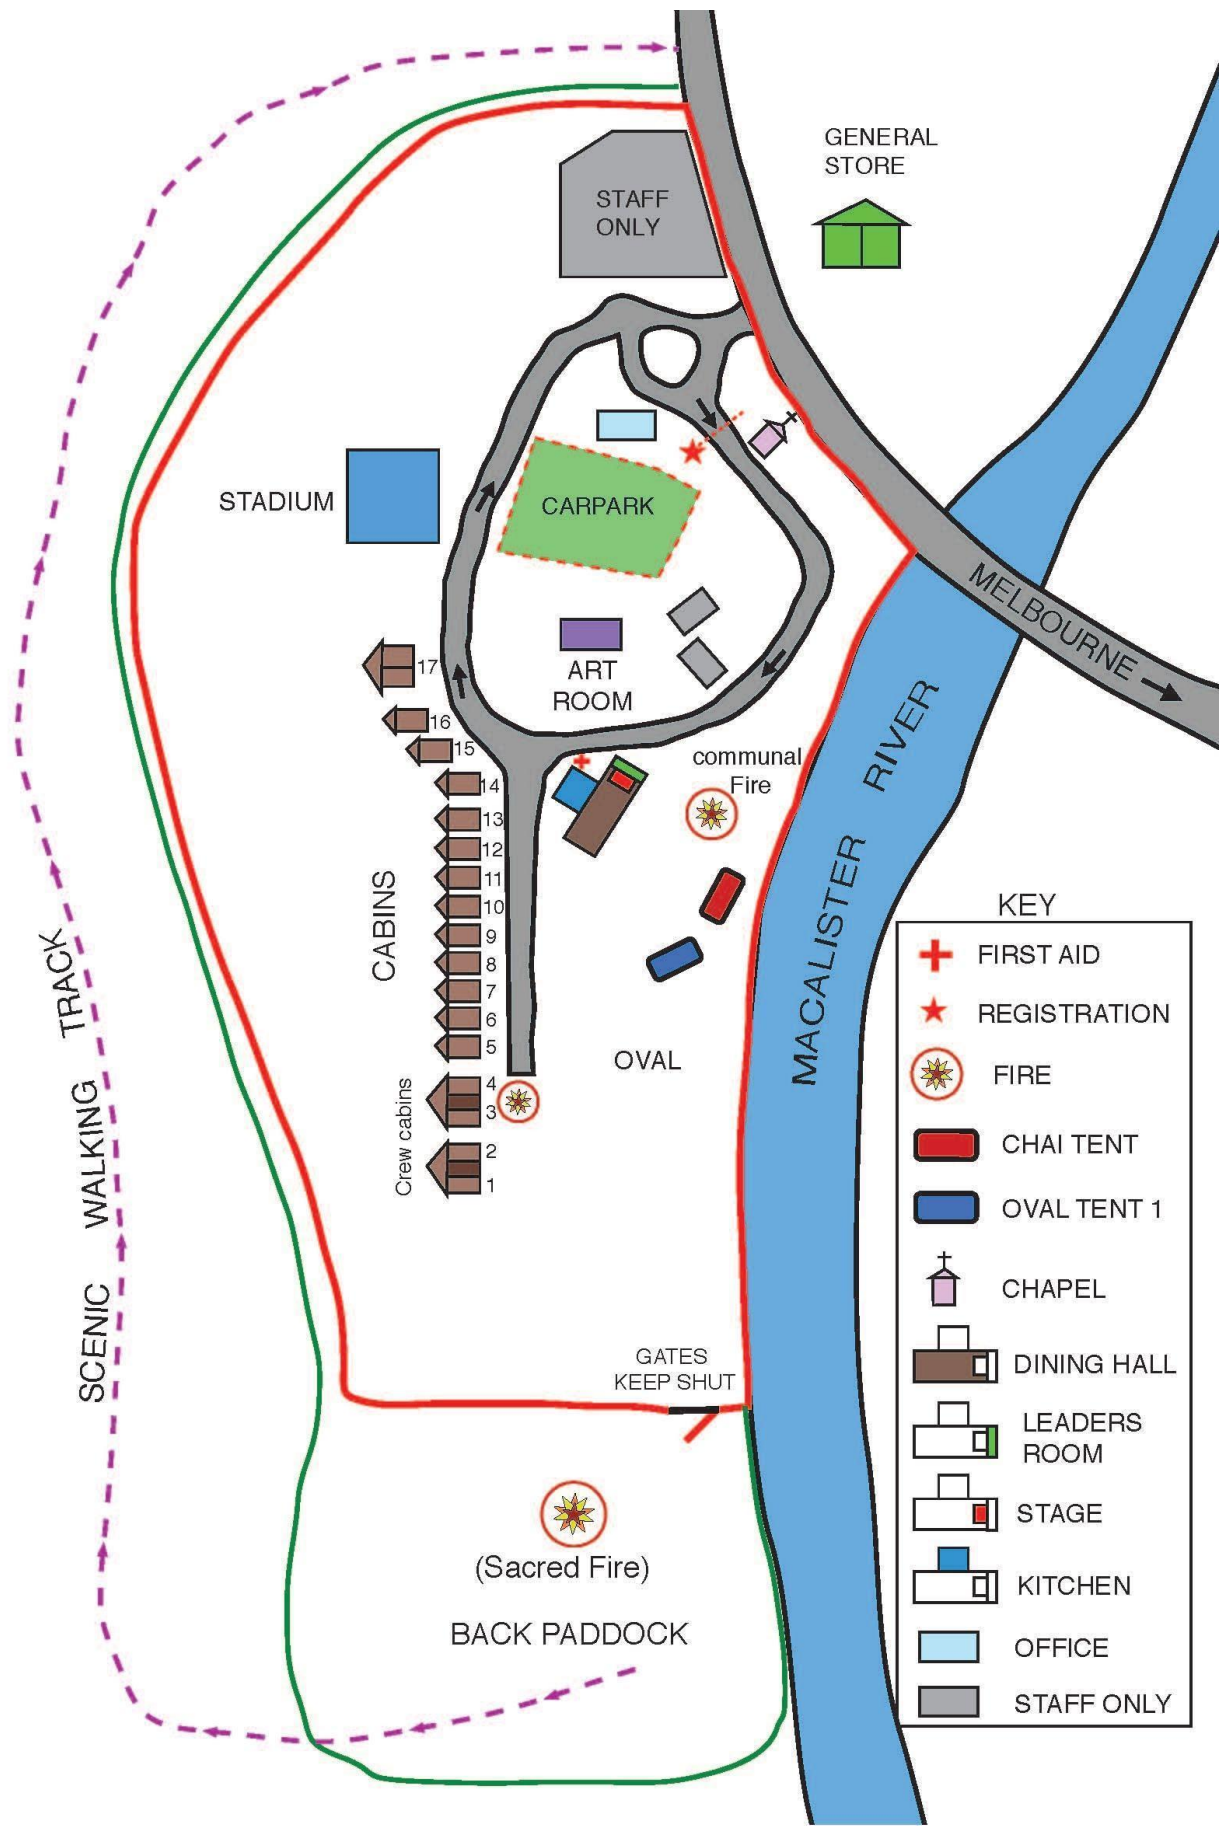 GENERAL
STORE
STAFF
ONLY
STADIUM
CARPARK
MELBOURNE
ART
ROOM
17
16
15
14
13
12
11
10
9
8
7
6
5
4
3
2
1
CABINS
Crew cabins
communal
Fire
RIVER
MACALISTER
OVAL
SCENIC WALKING TRACK
GATES
KEEP SHUT
(Sacred Fire)
BACK PADDOCK
KEY
FIRST AID
REGISTRATION
FIRE
CHAI TENT
OVAL TENT 1
CHAPEL
DINING HALL
LEADERS
ROOM
STAGE
KITCHEN
OFFICE
STAFF ONLY